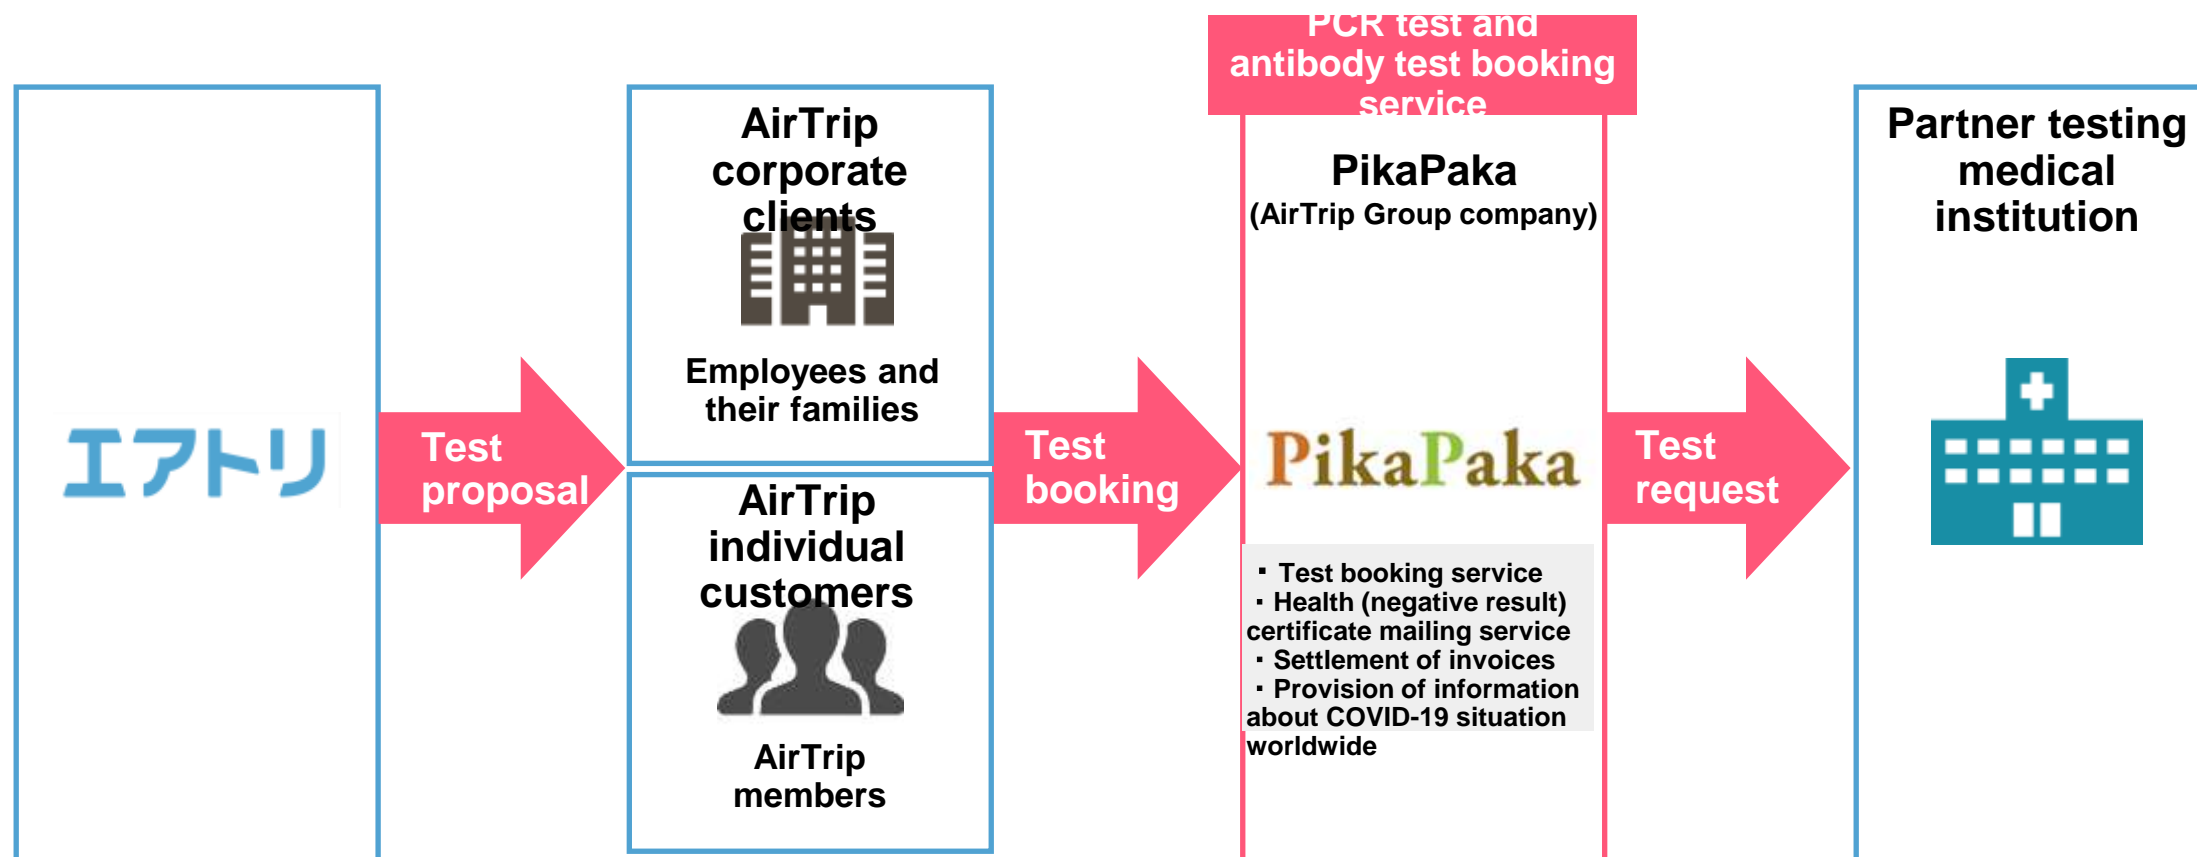 エアトリ
Test
proposal
AirTrip
corporate
clients
Employees and
their families
AirTrip
individual
customers
AirTrip
members
Test
booking
PCR test and
antibody test booking
service
PikaPaka
(AirTrip Group company)
PikaPaka
・Test booking service
・Health (negative result)
certificate mailing service
・Settlement of invoices
・Provision of information
about COVID-19 situation
worldwide
Test
request
Partner testing
medical
institution